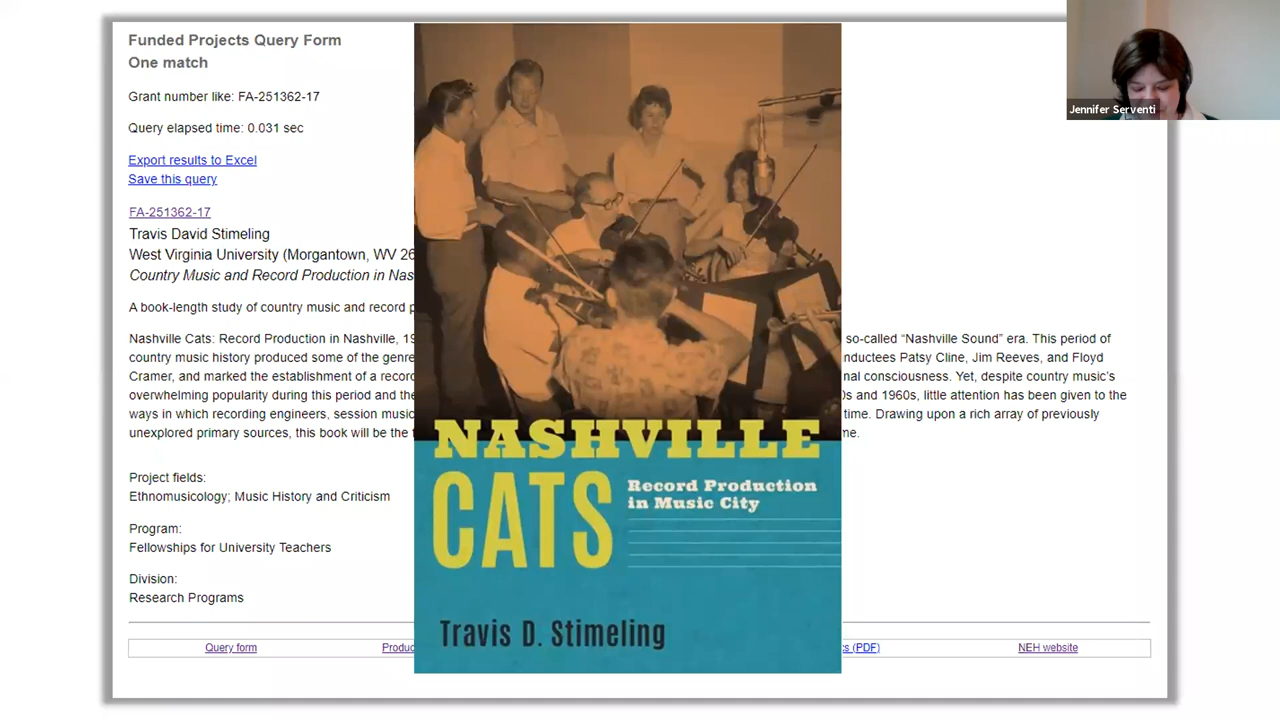 Funded Projects Query Form
One match
Grant number like: FA-251362-17
Query elapsed time: 0.031 sec
Export results to Excel
Save this query
FA-251362-17
Travis David Stimeling
West Virginia University (Morgantown, WV 26
Country Music and Record Production in Nas
A book-length study of country music and record p
Nashville Cats: Record Production in Nashville, 19
so-called “Nashville Sound” era. This period of
country music history produced some of the genre
nductees Patsy Cline, Jim Reeves, and Floyd
Cramer, and marked the establishment of a recor
nal consciousness. Yet, despite country music’s
overwhelming popularity during this period and the
0s and 1960s, little attention has been given to the
ways in which recording engineers, session music
time. Drawing upon a rich array of previously
unexplored primary sources, this book will be the
me.
Project fields:
Ethnomusicology; Music History and Criticism
Program:
Fellowships for University Teachers
Division:
Research Programs
Query form
Produc
s (PDF)
NEH website
NASHVILLE
CATS
Record Production
in Music City
Travis D. Stimeling
Jennifer Serventi